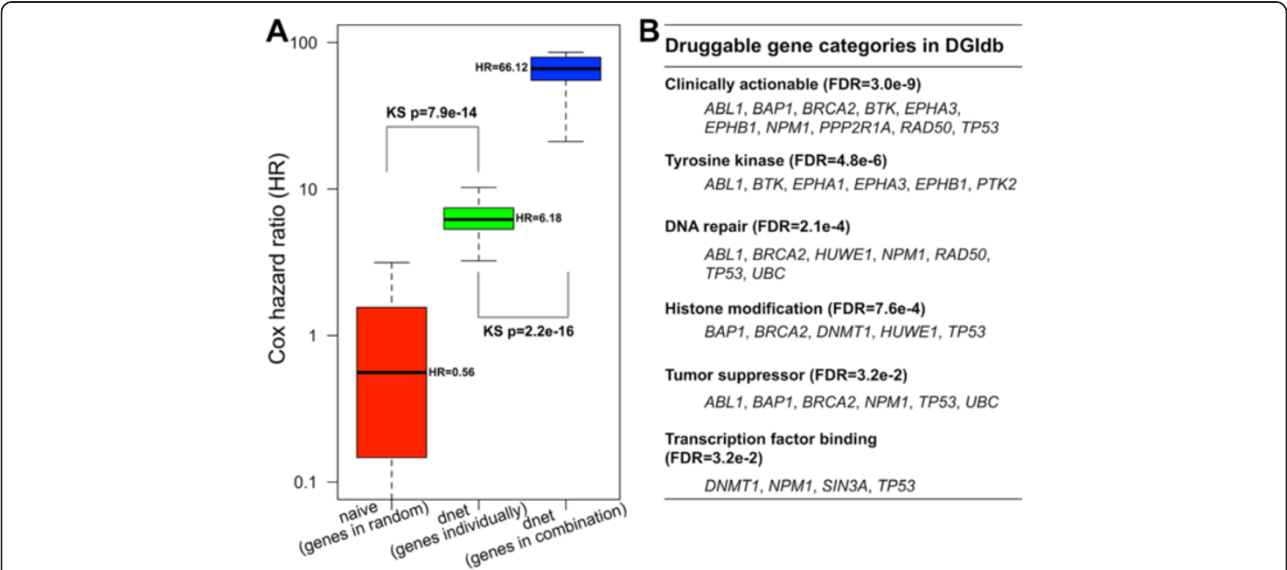 A
100
10
1
0.1
Cox hazard ratio (HR)
HR=66.12
KS p=7.9e-14
HR=6.18
KS p=2.2e-16
HR=0.56
naive
(genes in random)
dnet
(genes individually)
dnet
(genes in combination)
B
Druggable gene categories in DGIdb
Clinically actionable (FDR=3.0e-9)
ABL1, BAP1, BRCA2, BTK, EPHA3,
EPHB1, NPM1, PPP2R1A, RAD50, TP53
Tyrosine kinase (FDR=4.8e-6)
ABL1, BTK, EPHA1, EPHA3, EPHB1, PTK2
DNA repair (FDR=2.1e-4)
ABL1, BRCA2, HUWE1, NPM1, RAD50,
TP53, UBC
Histone modification (FDR=7.6e-4)
BAP1, BRCA2, DNMT1, HUWE1, TP53
Tumor suppressor (FDR=3.2e-2)
ABL1, BAP1, BRCA2, NPM1, TP53, UBC
Transcription factor binding
(FDR=3.2e-2)
DNMT1, NPM1, SIN3A, TP53